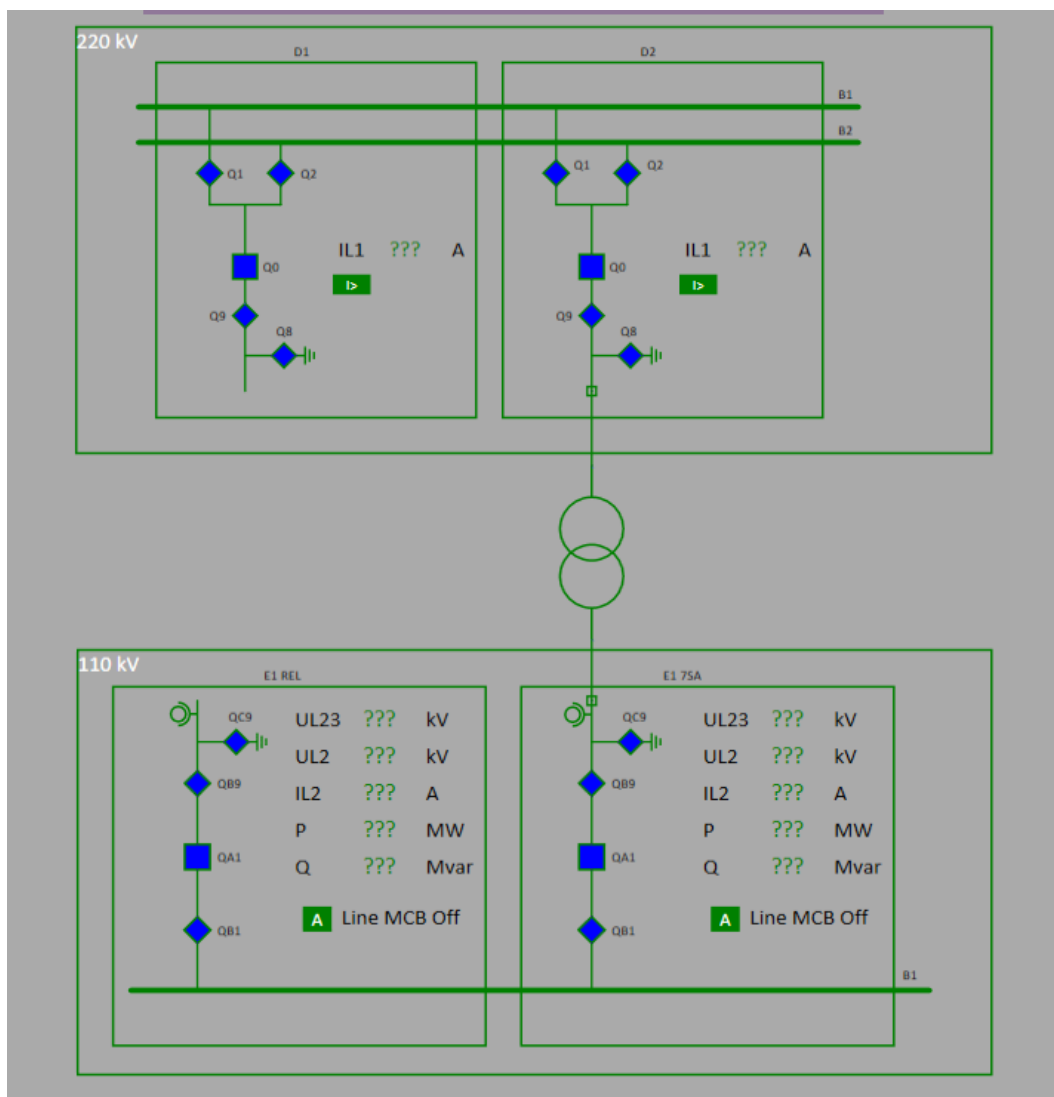 220 kV
D1
D2
B1
B2
Q1
Q2
Q1
Q2
IL1 ??? A
IL1 ??? A
Q0
Q0
I>
I>
Q9
Q9
Q8
Q8
110 kV
E1 REL
E1 7SA
QC9
UL23 ??? kV
QC9
UL23 ??? kV
UL2 ??? kV
UL2 ??? kV
QB9
IL2 ??? A
QB9
IL2 ??? A
P ??? MW
P ??? MW
QA1
Q ??? Mvar
QA1
Q ??? Mvar
A Line MCB Off
A Line MCB Off
QB1
QB1
B1